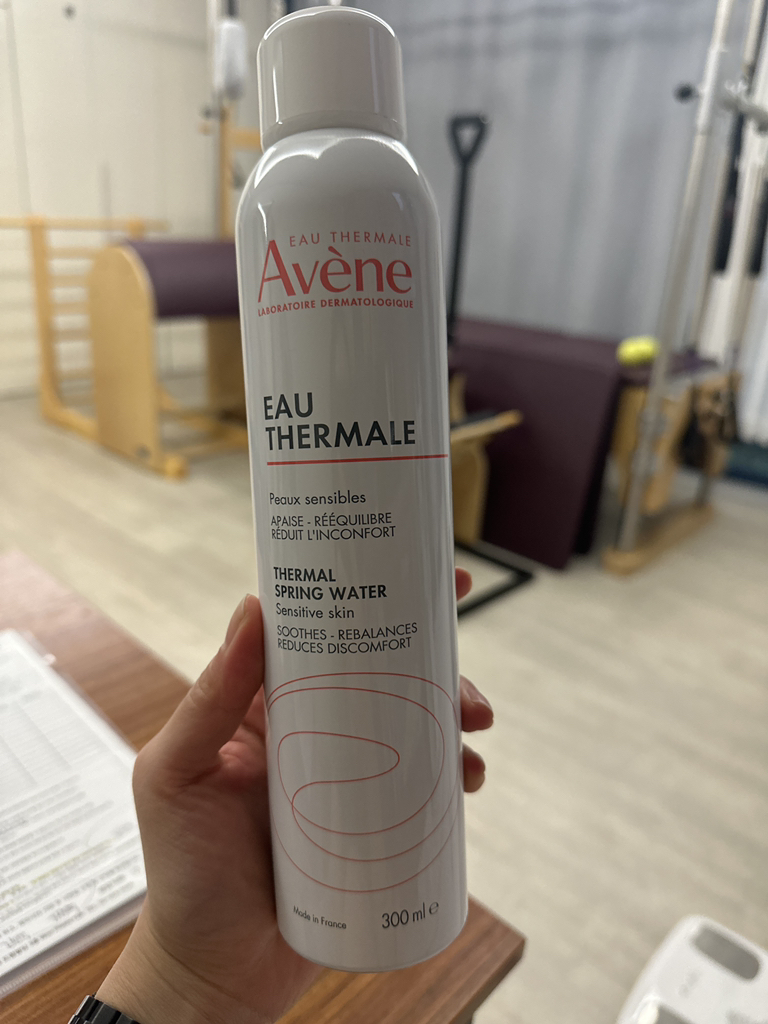 EAU THERMALE
Avène
LABORATOIRE DERMATOLOGIQUE
EAU
THERMALE
Peaux sensibles
APAISE - RÉÉQUILIBRE
RÉDUIT L'INCONFORT
THERMAL
SPRING WATER
Sensitive skin
SOOTHES - REBALANCES
REDUCES DISCOMFORT
Made in France
300 ml ℮